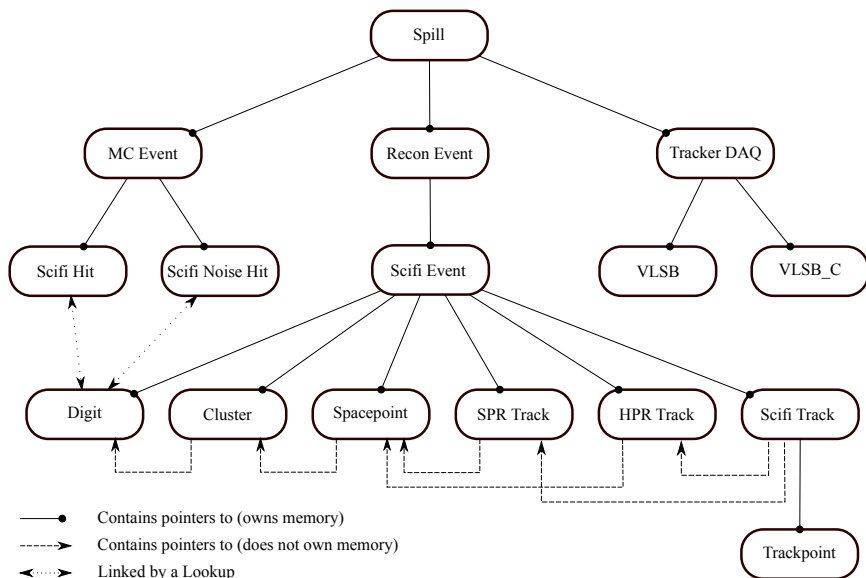 Spill
MC Event
Recon Event
Tracker DAQ
Scifi Hit
Scifi Noise Hit
Scifi Event
VLSB
VLSB_C
Digit
Cluster
Spacepoint
SPR Track
HPR Track
Scifi Track
Contains pointers to (owns memory)
Contains pointers to (does not own memory)
Linked by a Lookup
Trackpoint